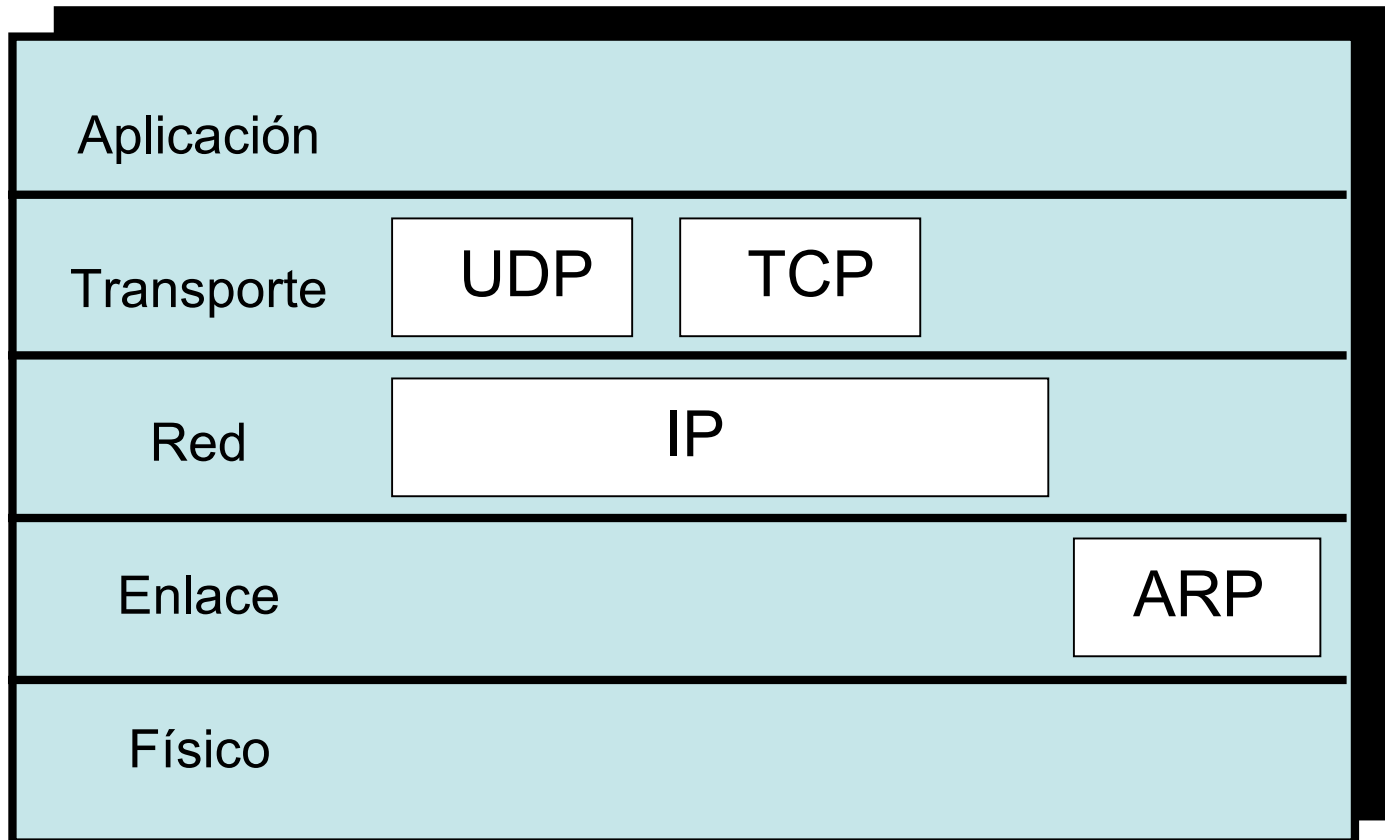 Aplicación
Transporte UDP TCP
Red IP
Enlace ARP
Físico